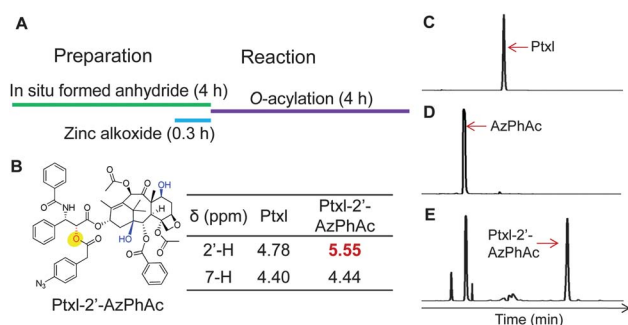 A
Preparation
Reaction
In situ formed anhydride (4 h)
O-acylation (4 h)
Zinc alkoxide (0.3 h)
B
O
O
OH
O
NH
O
O
H
O
O
HO
O
O
O
O
O
O
N₃
Ptxl-2’-AzPhAc
δ (ppm) Ptxl Ptxl-2’-AzPhAc
2’-H 4.78 5.55
7-H 4.40 4.44
C
Ptxl
D
AzPhAc
E
Ptxl-2’-
AzPhAc
Time (min)